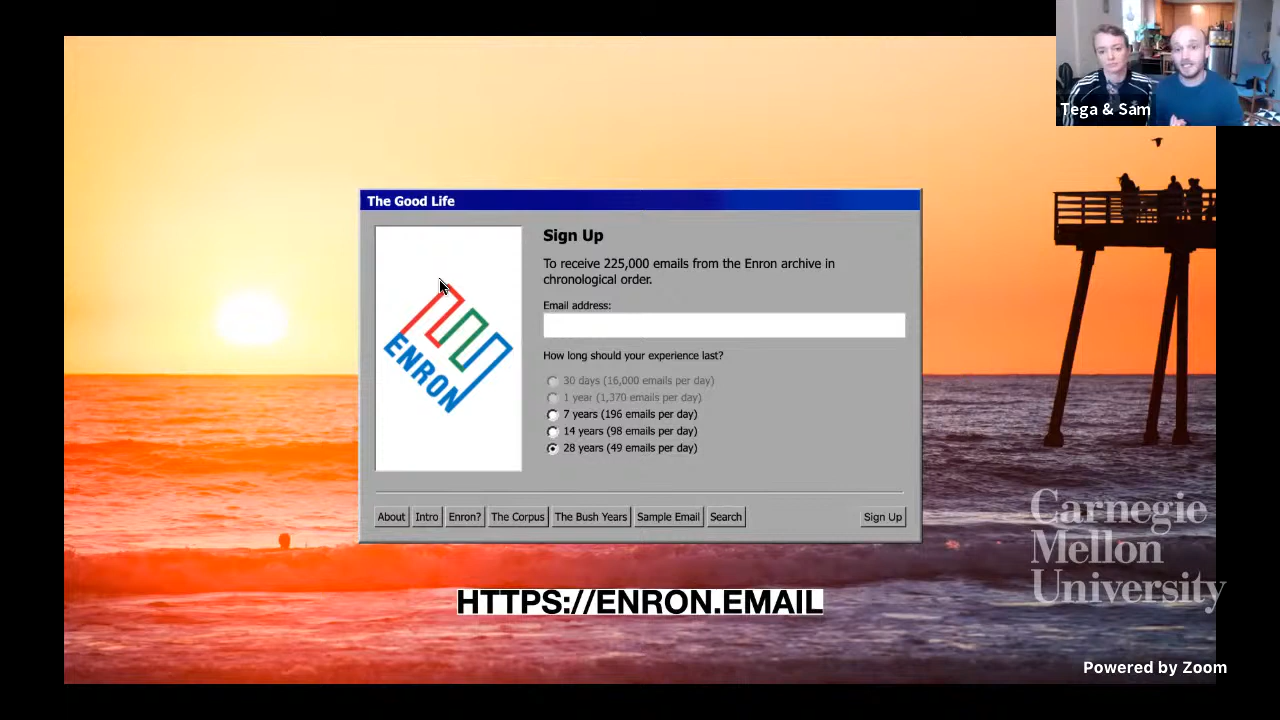 Tega & Sam
The Good Life
ENRON
Sign Up
To receive 225,000 emails from the Enron archive in
chronological order.
Email address:
How long should your experience last?
30 days (16,000 emails per day)
1 year (1,370 emails per day)
7 years (196 emails per day)
14 years (98 emails per day)
28 years (49 emails per day)
About Intro Enron? The Corpus The Bush Years Sample Email Search Sign Up
Carnegie
Mellon
University
HTTPS://ENRON.EMAIL
Powered by Zoom